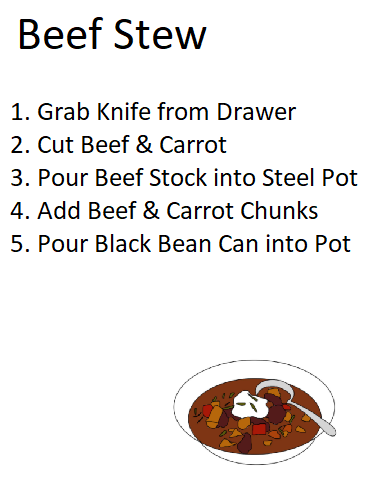 Beef Stew
1. Grab Knife from Drawer
2. Cut Beef & Carrot
3. Pour Beef Stock into Steel Pot
4. Add Beef & Carrot Chunks
5. Pour Black Bean Can into Pot